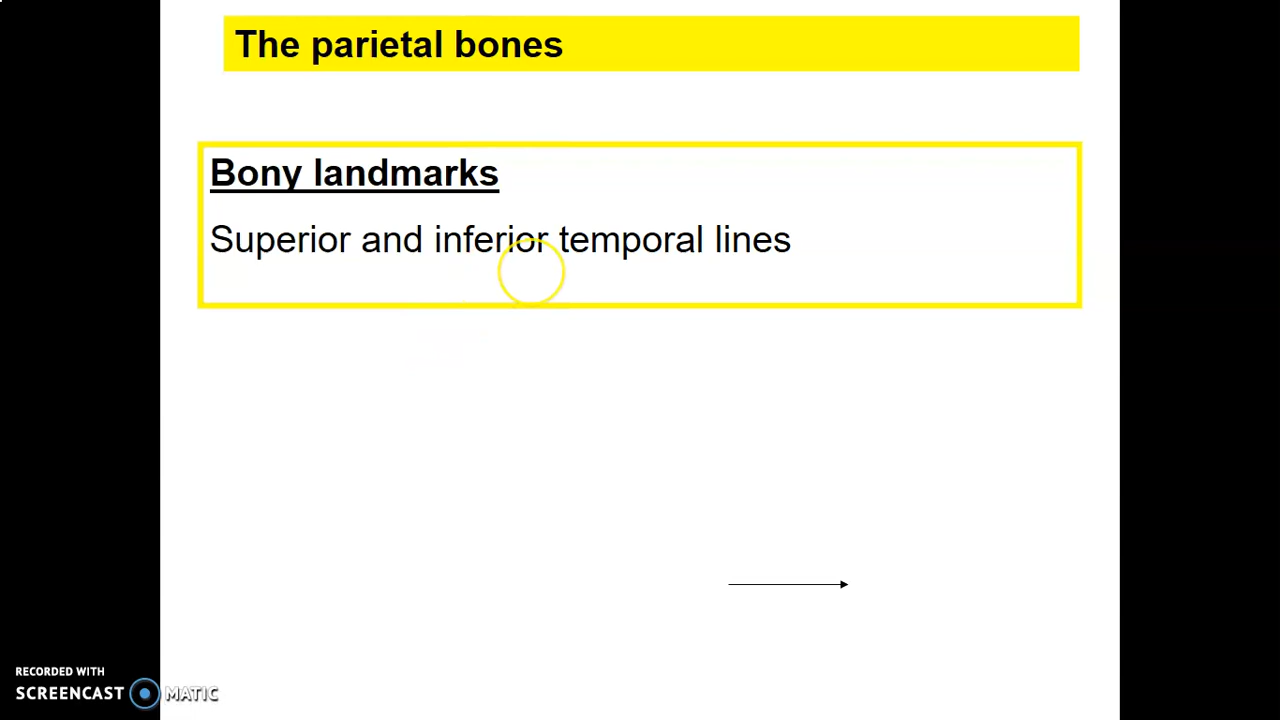 The parietal bones
Bony landmarks
Superior and inferior temporal lines
RECORDED WITH
SCREENCAST MATIC